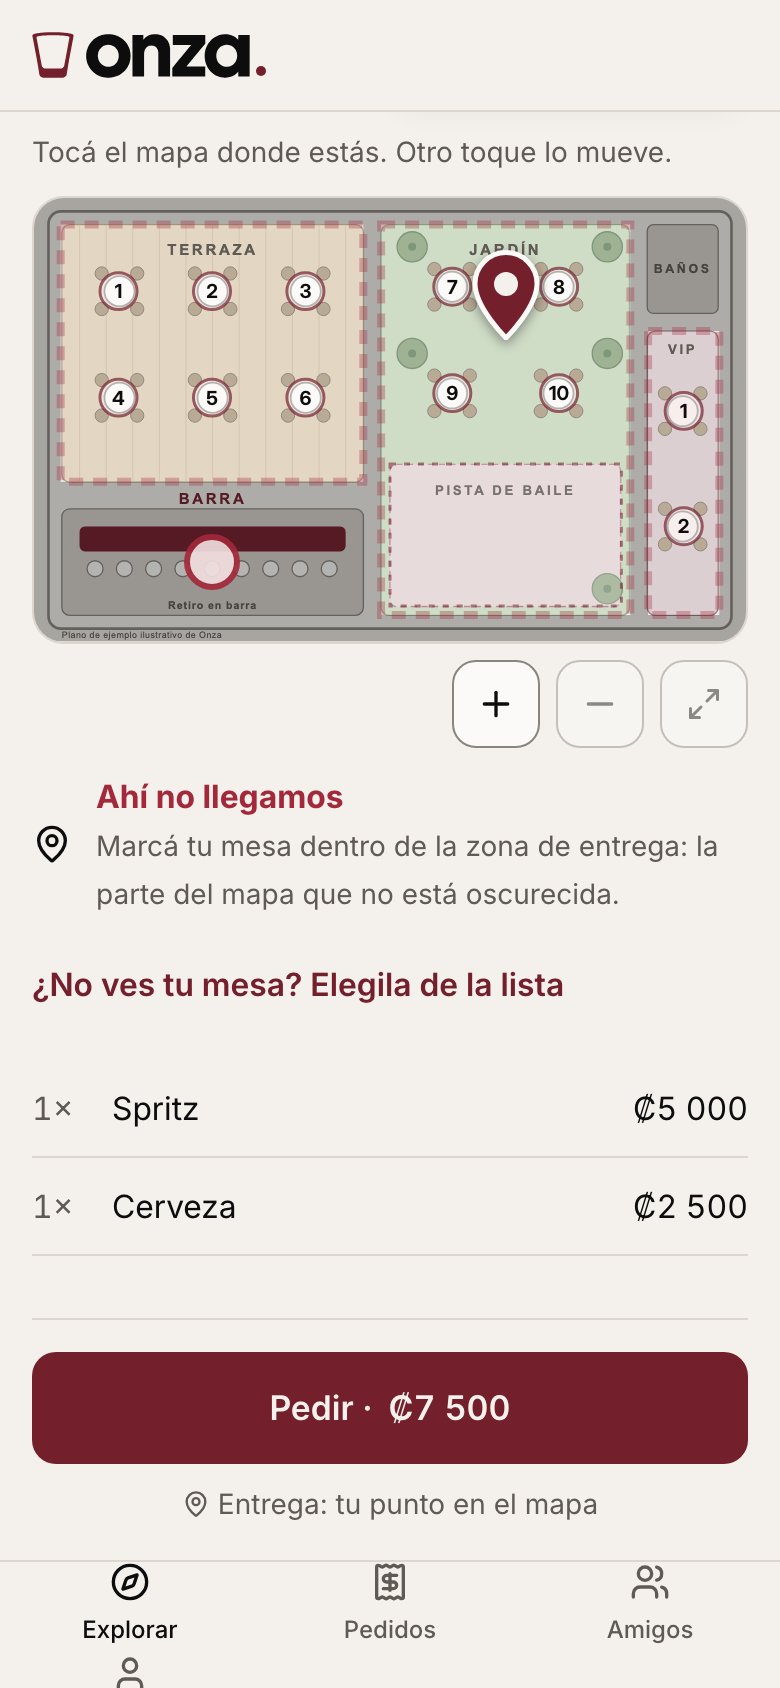 onza.
Tocá el mapa donde estás. Otro toque lo mueve.
TERRAZA
1
2
3
4
5
6
JARDÍN
7
8
9
10
BAÑOS
VIP
1
2
PISTA DE BAILE
BARRA
Retiro en barra
Plano de ejemplo ilustrativo de Onza
+
−
Ahí no llegamos
Marcá tu mesa dentro de la zona de entrega: la
parte del mapa que no está oscurecida.
¿No ves tu mesa? Elegila de la lista
1× Spritz ₡5 000
1× Cerveza ₡2 500
Pedir · ₡7 500
Entrega: tu punto en el mapa
Explorar
Pedidos
Amigos